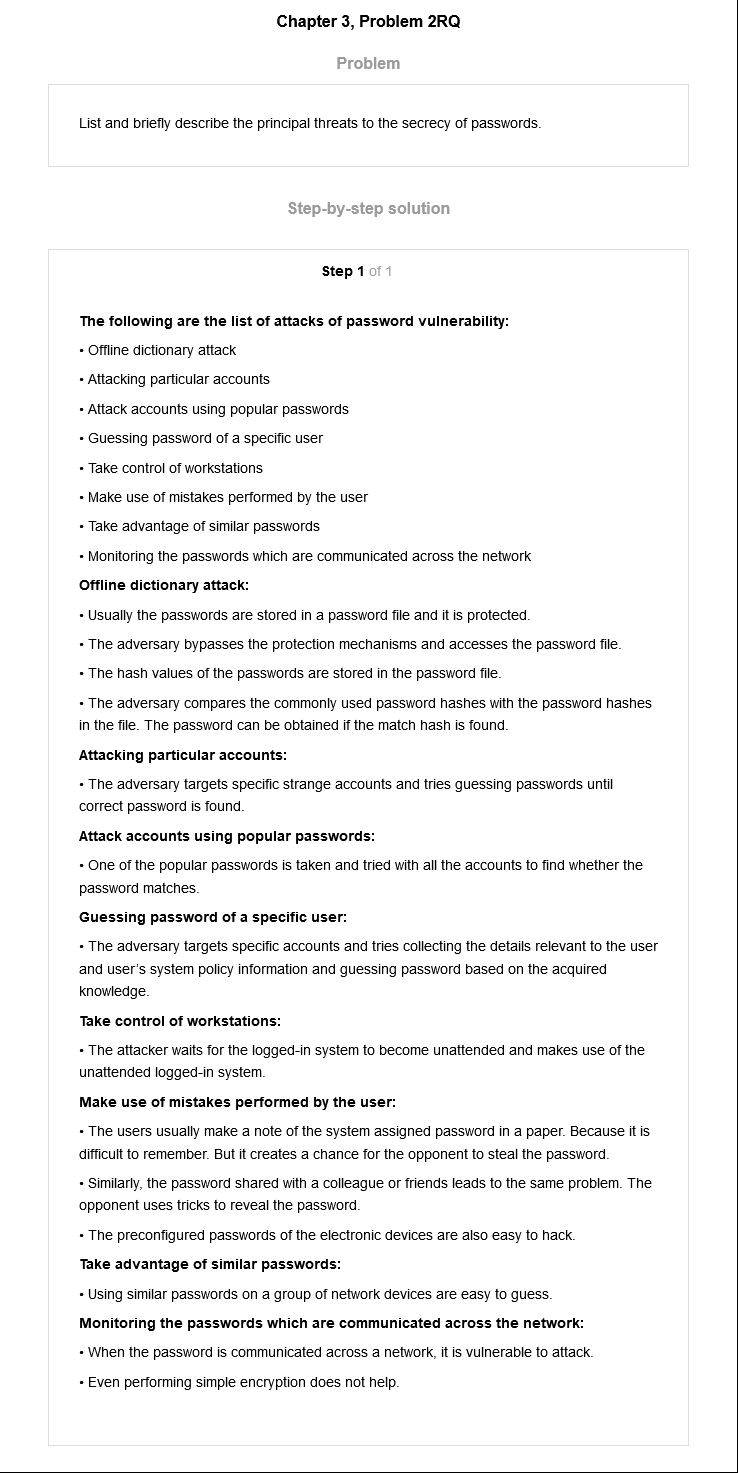 Chapter 3, Problem 2RQ
Problem
List and briefly describe the principal threats to the secrecy of passwords.
Step-by-step solution
Step 1 of 1
The following are the list of attacks of password vulnerability:
• Offline dictionary attack
• Attacking particular accounts
• Attack accounts using popular passwords
• Guessing password of a specific user
• Take control of workstations
• Make use of mistakes performed by the user
• Take advantage of similar passwords
• Monitoring the passwords which are communicated across the network
Offline dictionary attack:
• Usually the passwords are stored in a password file and it is protected.
• The adversary bypasses the protection mechanisms and accesses the password file.
• The hash values of the passwords are stored in the password file.
• The adversary compares the commonly used password hashes with the password hashes
in the file. The password can be obtained if the match hash is found.
Attacking particular accounts:
• The adversary targets specific strange accounts and tries guessing passwords until
correct password is found.
Attack accounts using popular passwords:
• One of the popular passwords is taken and tried with all the accounts to find whether the
password matches.
Guessing password of a specific user:
• The adversary targets specific accounts and tries collecting the details relevant to the user
and user's system policy information and guessing password based on the acquired
knowledge.
Take control of workstations:
• The attacker waits for the logged-in system to become unattended and makes use of the
unattended logged-in system.
Make use of mistakes performed by the user:
• The users usually make a note of the system assigned password in a paper. Because it is
difficult to remember. But it creates a chance for the opponent to steal the password.
• Similarly, the password shared with a colleague or friends leads to the same problem. The
opponent uses tricks to reveal the password.
• The preconfigured passwords of the electronic devices are also easy to hack.
Take advantage of similar passwords:
• Using similar passwords on a group of network devices are easy to guess.
Monitoring the passwords which are communicated across the network:
• When the password is communicated across a network, it is vulnerable to attack.
• Even performing simple encryption does not help.